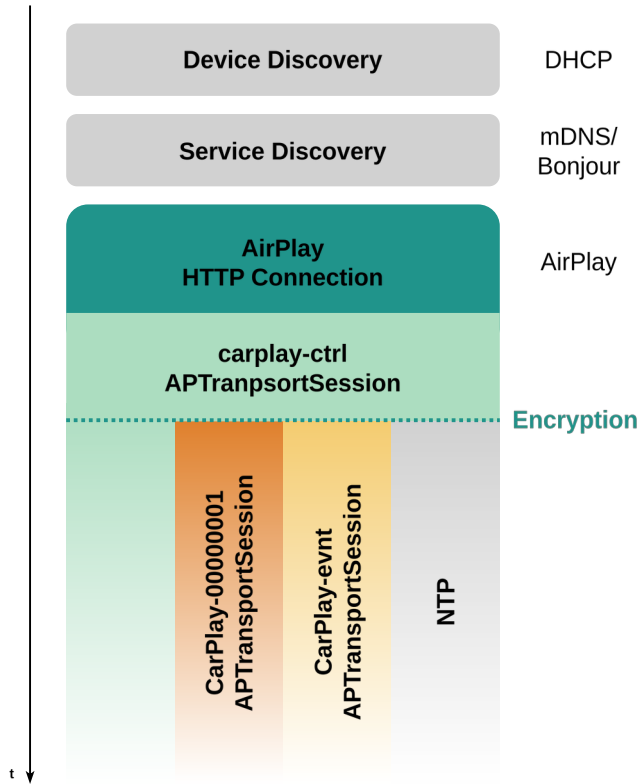 Device Discovery
DHCP
Service Discovery
mDNS/
Bonjour
AirPlay
HTTP Connection
AirPlay
carplay-ctrl
APTranpsortSession
Encryption
CarPlay-00000001
APTransportSession
CarPlay-evnt
APTransportSession
NTP
t